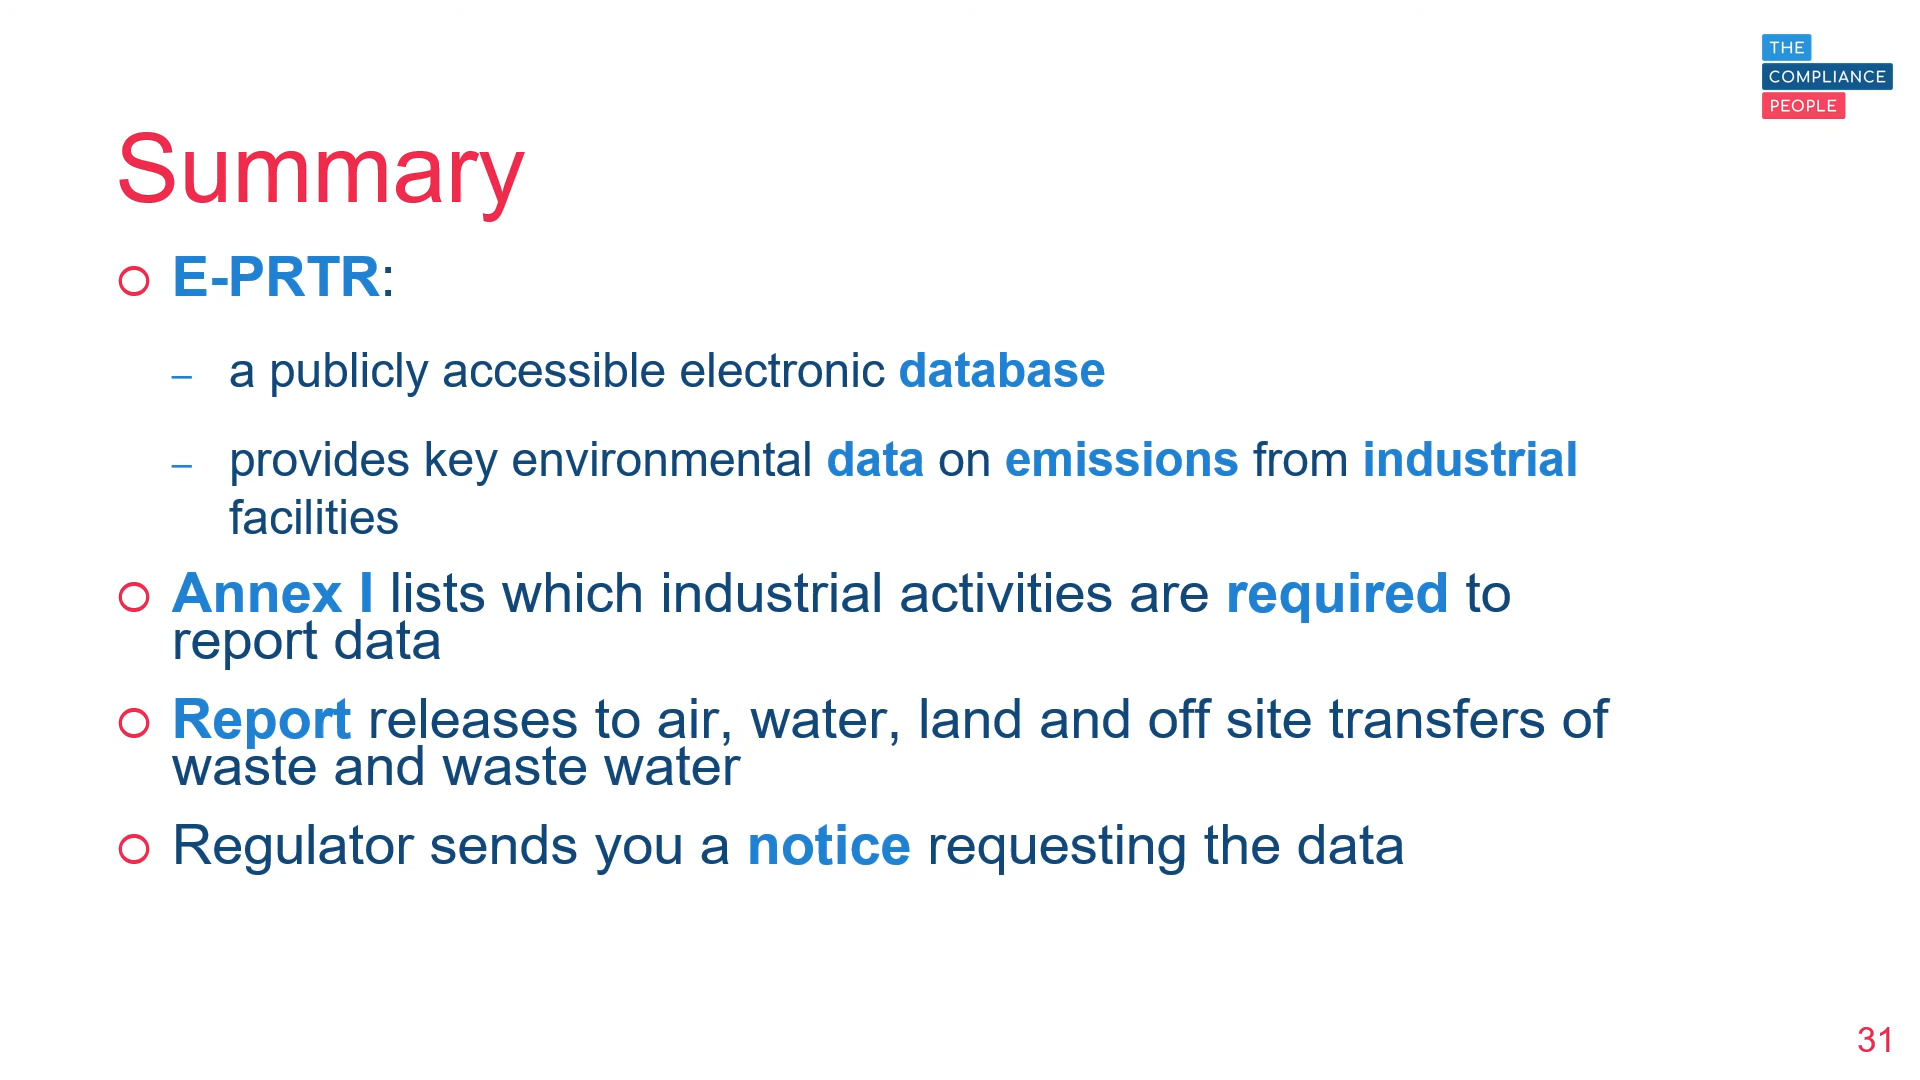 THE
COMPLIANCE
PEOPLE
Summary
E-PRTR:
– a publicly accessible electronic database
– provides key environmental data on emissions from industrial
facilities
Annex I lists which industrial activities are required to
report data
Report releases to air, water, land and off site transfers of
waste and waste water
Regulator sends you a notice requesting the data
31